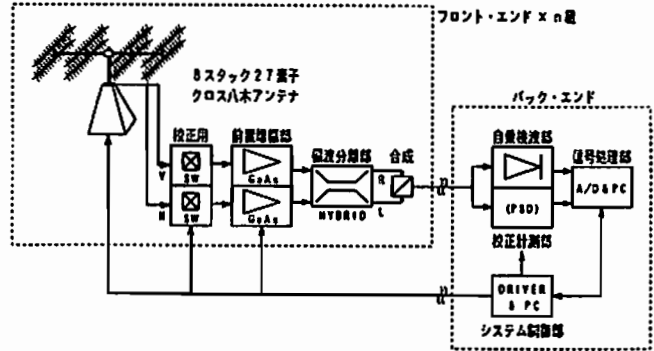 フロント・エンド × n組
8スタック27素子
クロス八木アンテナ
バック・エンド
校正用
前置増幅部
偏波分離部
合成
自乗検波部
信号処理部
V
SW
GaAs
R
H
SW
GaAs
HYBRID
L
(PSD)
A/D & PC
校正計測部
DRIVER
& PC
システム制御部